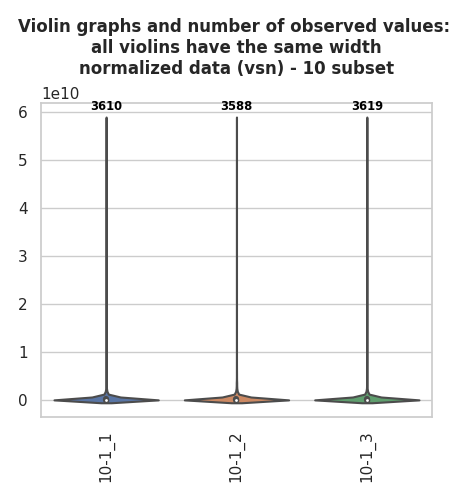 Violin graphs and number of observed values:
all violins have the same width
normalized data (vsn) - 10 subset
1e10
3610 3588 3619
6
5
4
3
2
1
0
10-1_1
10-1_2
10-1_3